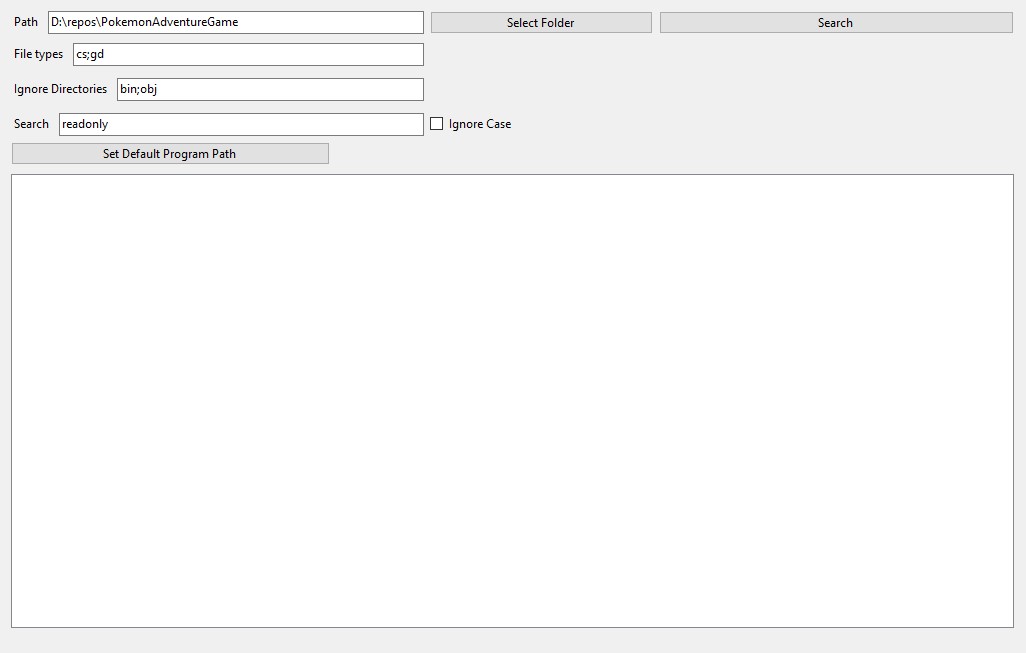 Path D:\repos\PokemonAdventureGame Select Folder Search
File types cs;gd
Ignore Directories bin;obj
Search readonly Ignore Case
Set Default Program Path